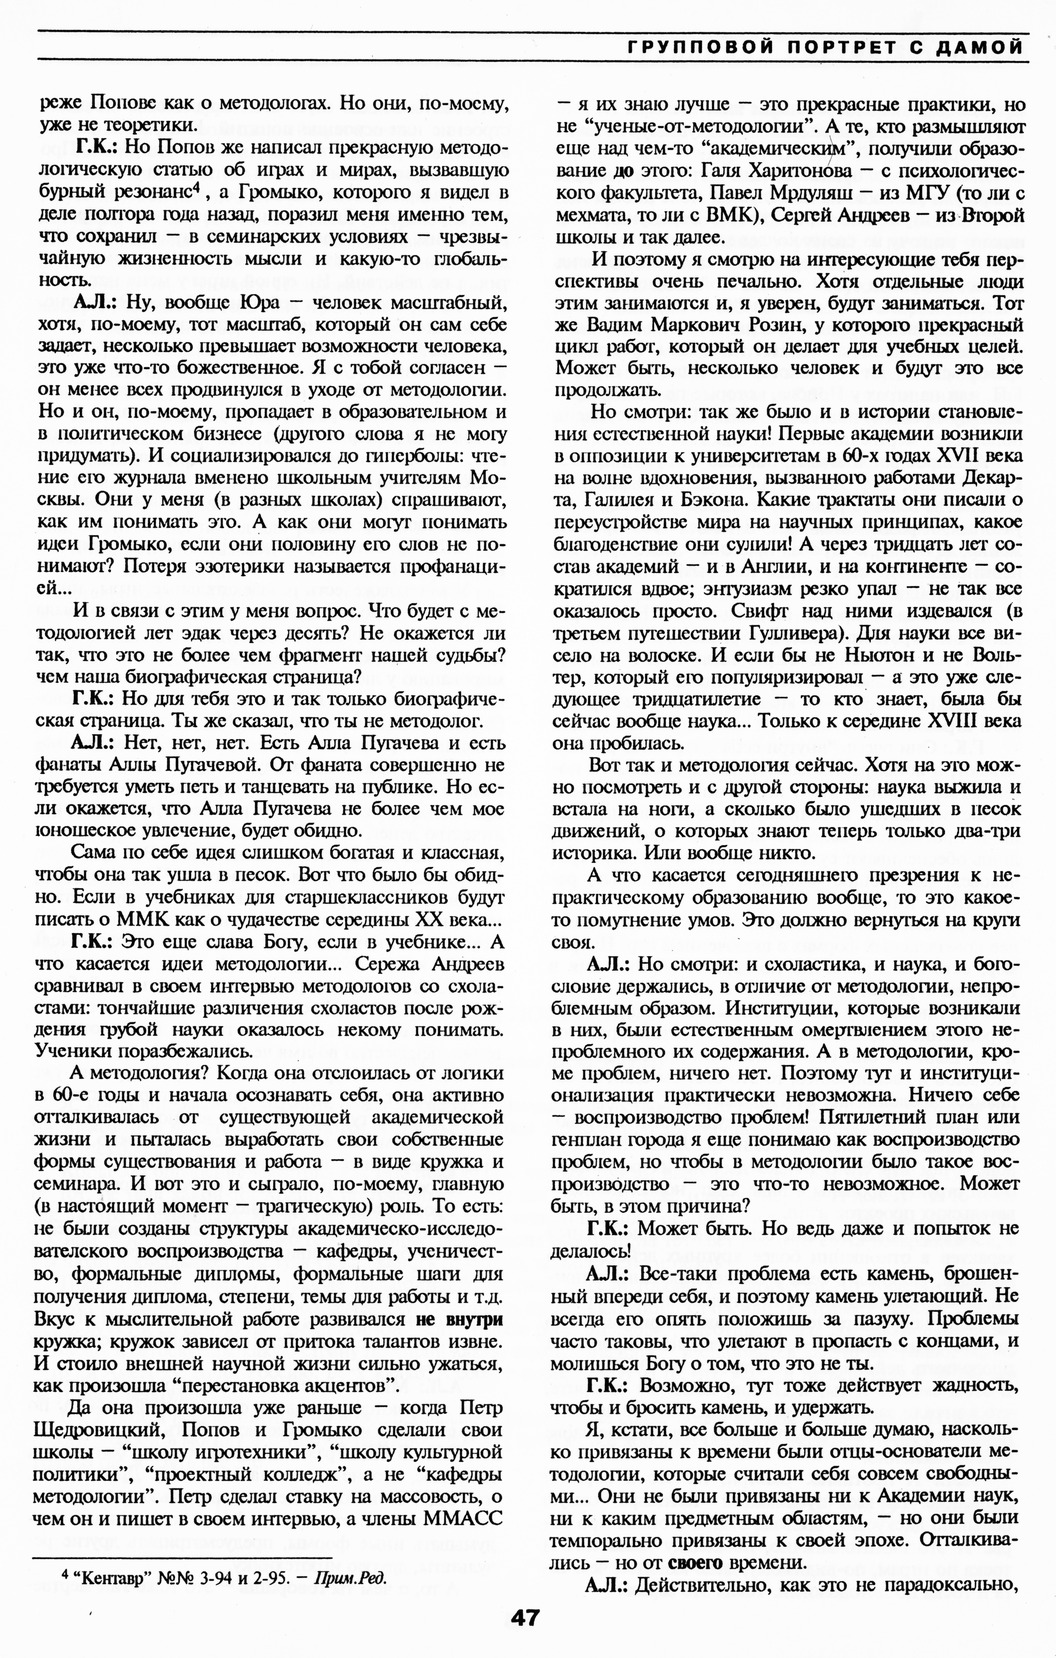 ГРУППОВОЙ ПОРТРЕТ С ДАМОЙ
реже Попове как о методологах. Но они, по-моему,
уже не теоретики.
Г.К.: Но Попов же написал прекрасную методо-
логическую статью об играх и мирах, вызвавшую
бурный резонанс⁴ , а Громыко, которого я видел в
деле полтора года назад, поразил меня именно тем,
что сохранил — в семинарских условиях — чрезвы-
чайную жизненность мысли и какую-то глобаль-
ность.
А.Л.: Ну, вообще Юра — человек масштабный,
хотя, по-моему, тот масштаб, который он сам себе
задает, несколько превышает возможности человека,
это уже что-то божественное. Я с тобой согласен —
он менее всех продвинулся в уходе от методологии.
Но и он, по-моему, пропадает в образовательном и
в политическом бизнесе (другого слова я не могу
придумать). И социализировался до гиперболы: чте-
ние его журнала вменено школьным учителям Мо-
сквы. Они у меня (в разных школах) спрашивают,
как им понимать это. А как они могут понимать
идеи Громыко, если они половину его слов не по-
нимают? Потеря эзотерики называется профанаци-
ей...
И в связи с этим у меня вопрос. Что будет с ме-
тодологией лет эдак через десять? Не окажется ли
так, что это не более чем фрагмент нашей судьбы?
чем наша биографическая страница?
Г.К.: Но для тебя это и так только биографиче-
ская страница. Ты же сказал, что ты не методолог.
А.Л.: Нет, нет, нет. Есть Алла Пугачева и есть
фанаты Аллы Пугачевой. От фаната совершенно не
требуется уметь петь и танцевать на публике. Но ес-
ли окажется, что Алла Пугачева не более чем мое
юношеское увлечение, будет обидно.
Сама по себе идея слишком богатая и классная,
чтобы она так ушла в песок. Вот что было бы обид-
но. Если в учебниках для старшеклассников будут
писать о ММК как о чудачестве середины XX века...
Г.К.: Это еще слава Богу, если в учебнике... А
что касается идеи методологии... Сережа Андреев
сравнивал в своем интервью методологов со схола-
стами: тончайшие различения схоластов после рож-
дения грубой науки оказалось некому понимать.
Ученики поразбежались.
А методология? Когда она отслоилась от логики
в 60-е годы и начала осознавать себя, она активно
отталкивалась от существующей академической
жизни и пыталась выработать свои собственные
формы существования и работа — в виде кружка и
семинара. И вот это и сыграло, по-моему, главную
(в настоящий момент — трагическую) роль. То есть:
не были созданы структуры академическо-исследо-
вательского воспроизводства — кафедры, ученичест-
во, формальные дипломы, формальные шаги для
получения диплома, степени, темы для работы и т.д.
Вкус к мыслительной работе развивался не внутри
кружка; кружок зависел от притока талантов извне.
И стоило внешней научной жизни сильно ужаться,
как произошла “перестановка акцентов”.
Да она произошла уже раньше — когда Петр
Щедровицкий, Попов и Громыко сделали свои
школы — “школу игротехники”, “школу культурной
политики”, “проектный колледж”, а не “кафедры
методологии”. Петр сделал ставку на массовость, о
чем он и пишет в своем интервью, а члены ММАСС
⁴ “Кентавр” №№ 3-94 и 2-95. — Прим.Ред.
— я их знаю лучше — это прекрасные практики, но
не “ученые-от-методологии”. А те, кто размышляют
еще над чем-то “академическим”, получили образо-
вание до этого: Галя Харитонова — с психологичес-
кого факультета, Павел Мрдуляш — из МГУ (то ли с
мехмата, то ли с ВМК), Сергей Андреев — из Второй
школы и так далее.
И поэтому я смотрю на интересующие тебя пер-
спективы очень печально. Хотя отдельные люди
этим занимаются и, я уверен, будут заниматься. Тот
же Вадим Маркович Розин, у которого прекрасный
цикл работ, который он делает для учебных целей.
Может быть, несколько человек и будут это все
продолжать.
Но смотри: так же было и в истории становле-
ния естественной науки! Первые академии возникли
в оппозиции к университетам в 60-х годах XVII века
на волне вдохновения, вызванного работами Декар-
та, Галилея и Бэкона. Какие трактаты они писали о
переустройстве мира на научных принципах, какое
благоденствие они сулили! А через тридцать лет со-
став академий — и в Англии, и на континенте — со-
кратился вдвое; энтузиазм резко упал — не так все
оказалось просто. Свифт над ними издевался (в
третьем путешествии Гулливера). Для науки все ви-
село на волоске. И если бы не Ньютон и не Воль-
тер, который его популяризировал — а это уже сле-
дующее тридцатилетие — то кто знает, была бы
сейчас вообще наука... Только к середине XVIII века
она пробилась.
Вот так и методология сейчас. Хотя на это мож-
но посмотреть и с другой стороны: наука выжила и
встала на ноги, а сколько было ушедших в песок
движений, о которых знают теперь только два-три
историка. Или вообще никто.
А что касается сегодняшнего презрения к не-
практическому образованию вообще, то это какое-
то помутнение умов. Это должно вернуться на круги
своя.
А.Л.: Но смотри: и схоластика, и наука, и бого-
словие держались, в отличие от методологии, непро-
блемным образом. Институции, которые возникали
в них, были естественным омертвлением этого не-
проблемного их содержания. А в методологии, кро-
ме проблем, ничего нет. Поэтому тут и институци-
онализация практически невозможна. Ничего себе
— воспроизводство проблем! Пятилетний план или
генплан города я еще понимаю как воспроизводство
проблем, но чтобы в методологии было такое вос-
производство — это что-то невозможное. Может
быть, в этом причина?
Г.К.: Может быть. Но ведь даже и попыток не
делалось!
А.Л.: Все-таки проблема есть камень, брошен-
ный впереди себя, и поэтому камень улетающий. Не
всегда его опять положишь за пазуху. Проблемы
часто таковы, что улетают в пропасть с концами, и
молишься Богу о том, что это не ты.
Г.К.: Возможно, тут тоже действует жадность,
чтобы и бросить камень, и удержать.
Я, кстати, все больше и больше думаю, насколь-
ко привязаны к времени были отцы-основатели ме-
тодологии, которые считали себя совсем свободны-
ми... Они не были привязаны ни к Академии наук,
ни к каким предметным областям, — но они были
темпорально привязаны к своей эпохе. Отталкива-
лись — но от своего времени.
А.Л.: Действительно, как это не парадоксально,
47